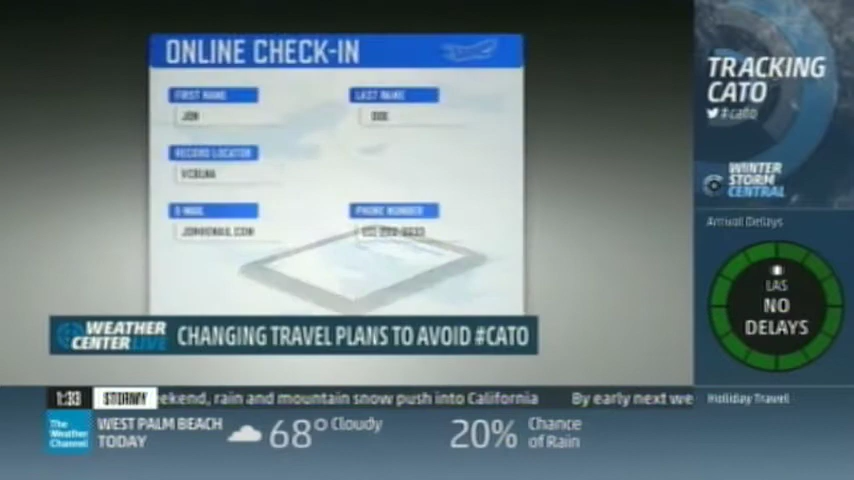 ONLINE CHECK-IN
FIRST NAME
LAST NAME
JON
DOE
RECORD LOCATOR
E-MAIL
PHONE NUMBER
JON@EMAIL.COM
WEATHER CENTER LIVE
CHANGING TRAVEL PLANS TO AVOID #CATO
TRACKING
CATO
#cato
WINTER
STORM
CENTRAL
Arrival Delays
LAS
NO
DELAYS
Holiday Travel
1:33
STORMY
eekend, rain and mountain snow push into California By early next we
The
Weather
Channel
WEST PALM BEACH
TODAY
68° Cloudy
20% Chance
of Rain